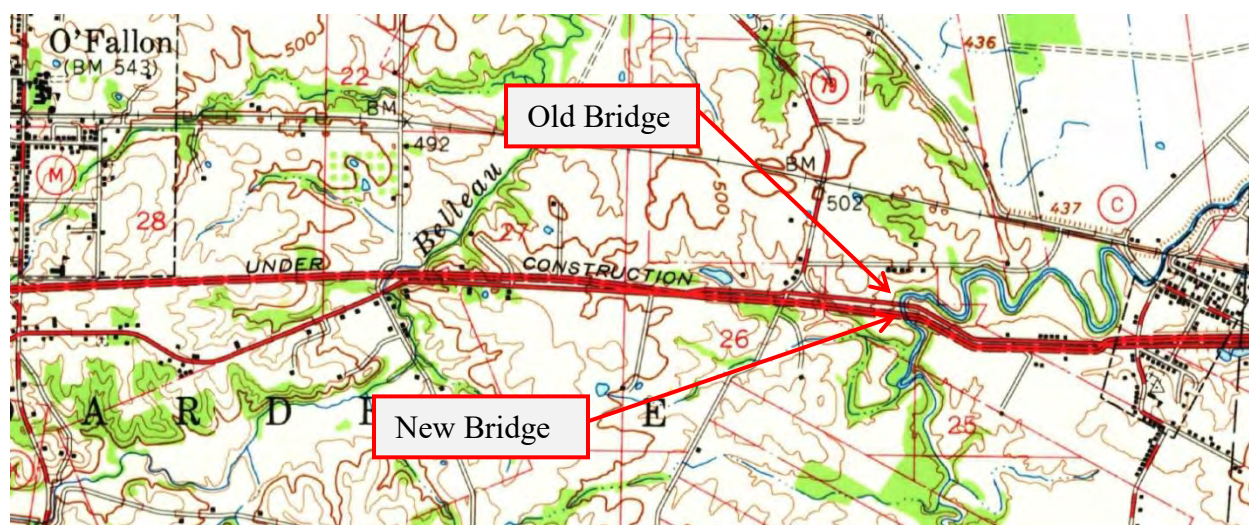 O'Fallon
(BM 543)
500
22
BM
492
Old Bridge
79
436
BM
502
500
437
C
M
28
Belleau
27
UNDER
CONSTRUCTION
26
A R D E
E
New Bridge
25